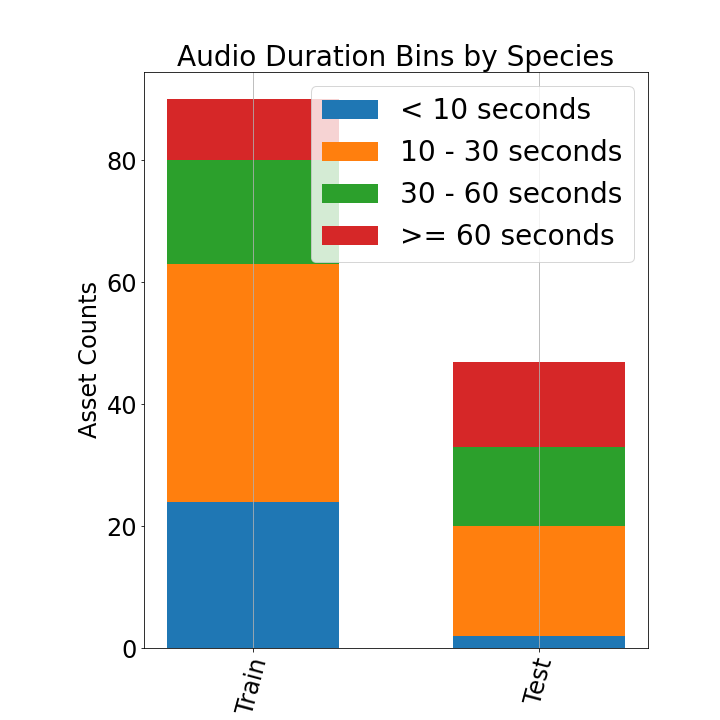 Audio Duration Bins by Species
< 10 seconds
10 - 30 seconds
30 - 60 seconds
>= 60 seconds
Asset Counts
80
60
40
20
0
Train
Test